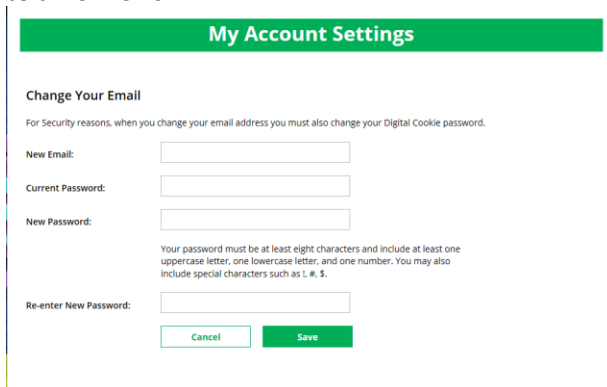 My Account Settings
Change Your Email
For Security reasons, when you change your email address you must also change your Digital Cookie password.
New Email:
Current Password:
New Password:
Your password must be at least eight characters and include at least one
uppercase letter, one lowercase letter, and one number. You may also
include special characters such as !, #, $.
Re-enter New Password:
Cancel Save